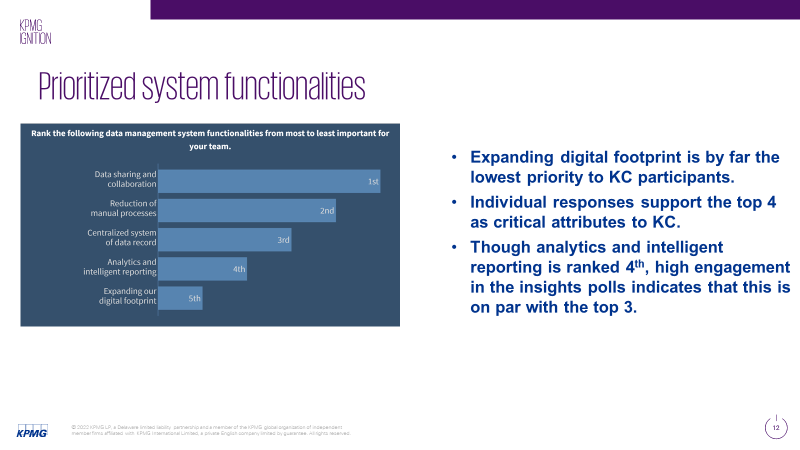 KPMG
IGNITION
Prioritized system functionalities
Rank the following data management system functionalities from most to least important for
your team.
Data sharing and
collaboration
1st
Reduction of
manual processes
2nd
Centralized system
of data record
3rd
Analytics and
intelligent reporting
4th
Expanding our
digital footprint
5th
• Expanding digital footprint is by far the
lowest priority to KC participants.
• Individual responses support the top 4
as critical attributes to KC.
• Though analytics and intelligent
reporting is ranked 4th, high engagement
in the insights polls indicates that this is
on par with the top 3.
KPMG
© 2022 KPMG LLP, a Delaware limited liability partnership and a member of the KPMG global organization of independent
member firms affiliated with KPMG International Limited, a private English company limited by guarantee. All rights reserved.
12